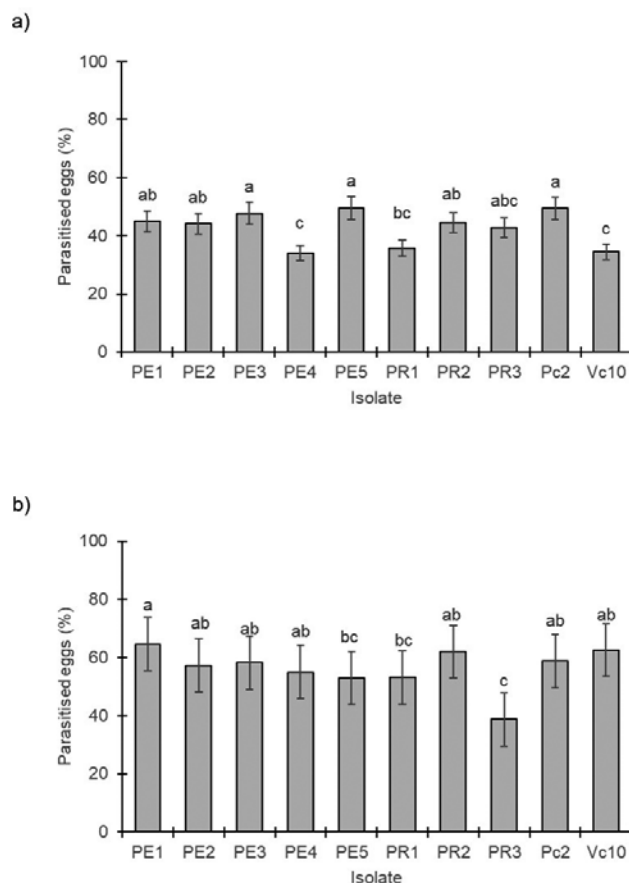 a)
100
80
60
40
20
0
Parasitised eggs (%)
ab ab a c a bc ab abc a c
PE1 PE2 PE3 PE4 PE5 PR1 PR2 PR3 Pc2 Vc10
Isolate
b)
100
80
60
40
20
0
Parasitised eggs (%)
a ab ab ab bc bc ab c ab ab
PE1 PE2 PE3 PE4 PE5 PR1 PR2 PR3 Pc2 Vc10
Isolate